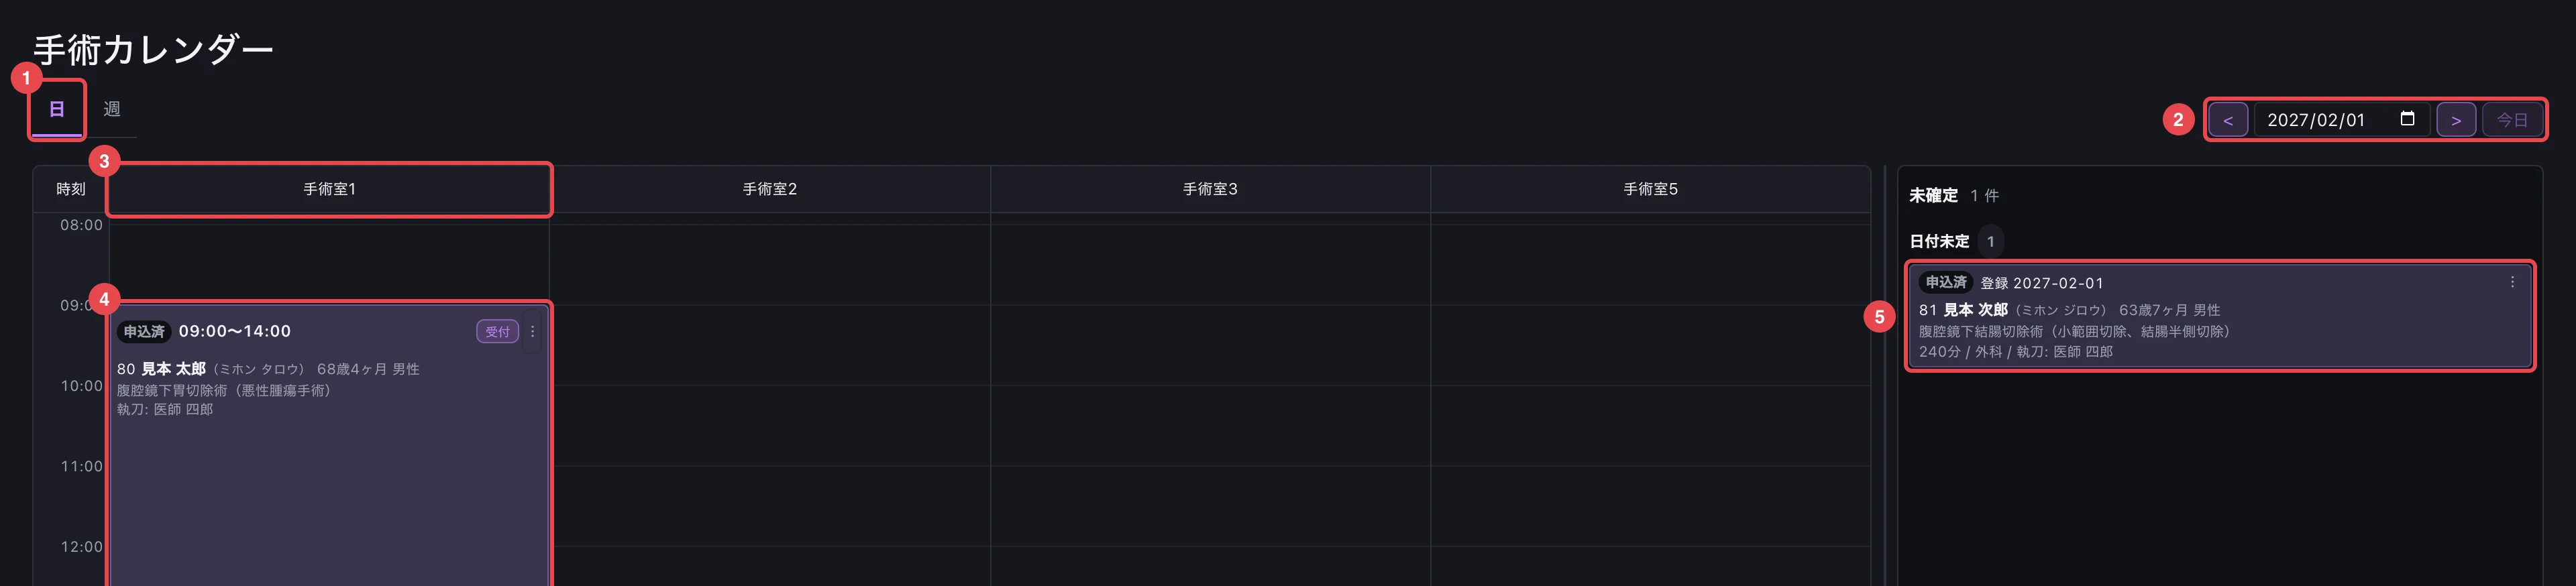 手術カレンダー
1
日 週
2 < 2027/02/01 > 今日
3
時刻 手術室1 手術室2 手術室3 手術室5
08:00
09:0
4
申込済 09:00〜14:00 受付 ⋮
80 見本 太郎（ミホン タロウ） 68歳4ヶ月 男性
腹腔鏡下胃切除術（悪性腫瘍手術）
執刀: 医師 四郎
10:00
11:00
12:00
未確定 1 件
日付未定 1
5
申込済 登録 2027-02-01 ⋮
81 見本 次郎（ミホン ジロウ） 63歳7ヶ月 男性
腹腔鏡下結腸切除術（小範囲切除、結腸半側切除）
240分 / 外科 / 執刀: 医師 四郎